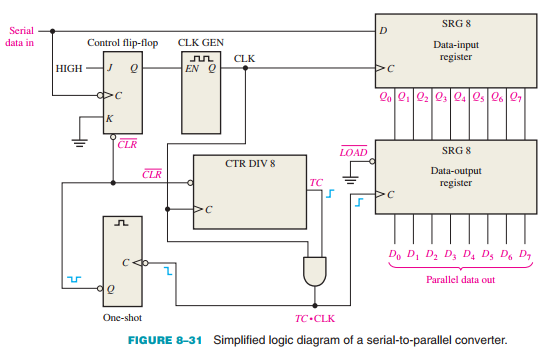 Serial
data in
Control flip-flop
CLK GEN
SRG 8
D
Data-input
register
HIGH
J Q
EN Q
CLK
C
C
K
CLR
Q0 Q1 Q2 Q3 Q4 Q5 Q6 Q7
LOAD
SRG 8
Data-output
register
CTR DIV 8
CLR
TC
C
C
C
Q
D0 D1 D2 D3 D4 D5 D6 D7
Parallel data out
One-shot
TC•CLK
FIGURE 8–31 Simplified logic diagram of a serial-to-parallel converter.